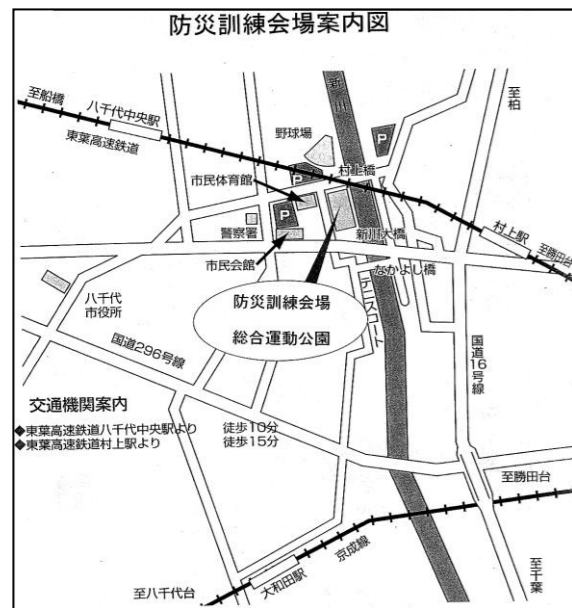 防災訓練会場案内図
至船橋
八千代中央駅
東葉高速鉄道
新川
至柏
野球場
P
P
村上橋
市民体育館
P
警察署
新川大橋
村上駅
至勝田台
市民会館
なかよし橋
テニスコート
八千代
市役所
防災訓練会場
総合運動公園
国道296号線
国道16号線
交通機関案内
◆東葉高速鉄道八千代中央駅より 徒歩10分
◆東葉高速鉄道村上駅より 徒歩15分
至勝田台
京成線
大和田駅
至八千代台
至千葉